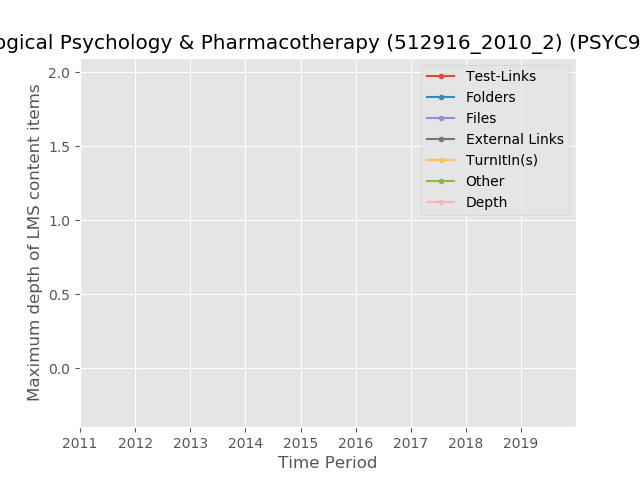 ogical Psychology & Pharmacotherapy (512916_2010_2) (PSYC9
2.0
1.5
1.0
0.5
0.0
Maximum depth of LMS content items
Test-Links
Folders
Files
External Links
TurnItIn(s)
Other
Depth
2011 2012 2013 2014 2015 2016 2017 2018 2019
Time Period